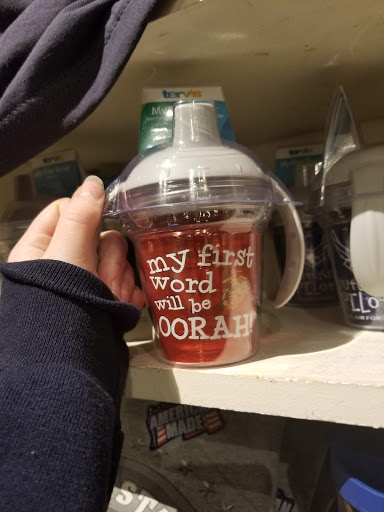 tervis
my first
word
will be
OORAH!
AMERICAN
MADE